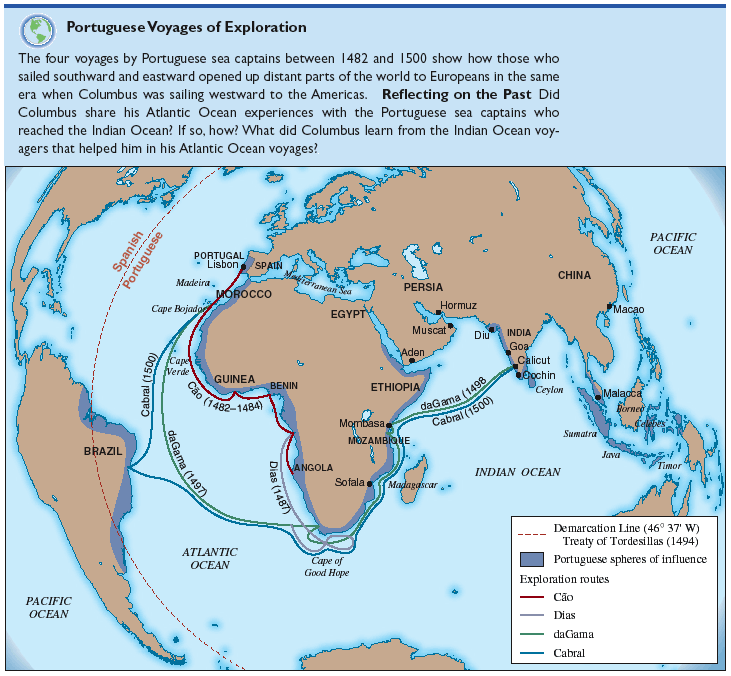 Portuguese Voyages of Exploration
The four voyages by Portuguese sea captains between 1482 and 1500 show how those who
sailed southward and eastward opened up distant parts of the world to Europeans in the same
era when Columbus was sailing westward to the Americas. Reflecting on the Past Did
Columbus share his Atlantic Ocean experiences with the Portuguese sea captains who
reached the Indian Ocean? If so, how? What did Columbus learn from the Indian Ocean voy-
agers that helped him in his Atlantic Ocean voyages?
Spanish
Portuguese
PACIFIC
OCEAN
PORTUGAL
Lisbon
SPAIN
Mediterranean Sea
CHINA
Madeira
MOROCCO
PERSIA
Cape Bojador
EGYPT
Hormuz
Macao
Muscat
Diu
INDIA
Goa
Aden
Calicut
Cape
Verde
Cochin
Ceylon
GUINEA
BENIN
ETHIOPIA
Cabral (1500)
Cão (1482–1484)
daGama (1498
Cabral (1500)
Malacca
Borneo
Celebes
Sumatra
Java
Timor
Mombasa
MOZAMBIQUE
BRAZIL
daGama (1497)
Dias (1487)
ANGOLA
Sofala
Madagascar
INDIAN OCEAN
ATLANTIC
OCEAN
Cape of
Good Hope
PACIFIC
OCEAN
Demarcation Line (46° 37' W)
Treaty of Tordesillas (1494)
Portuguese spheres of influence
Exploration routes
Cão
Dias
daGama
Cabral